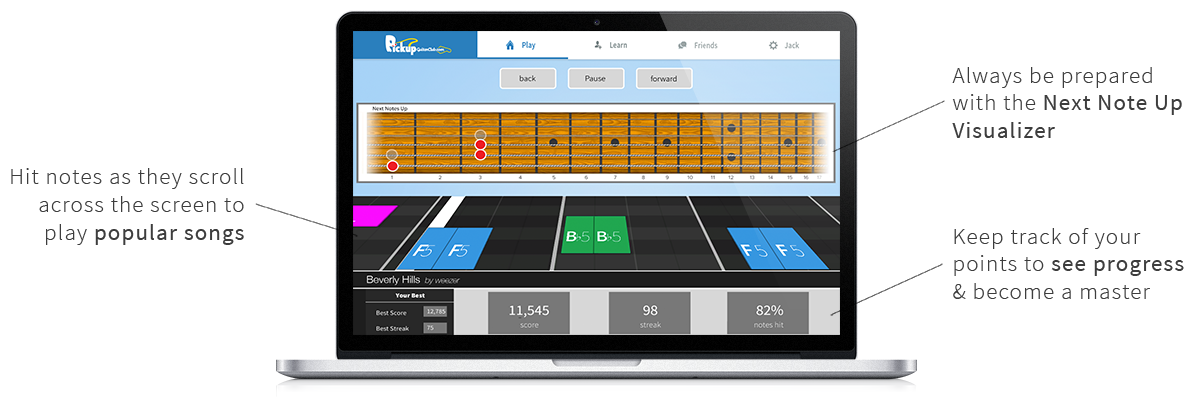 Pickup GuitarClub.com
Play
Learn
Friends
Jack
back
Pause
forward
Next Notes Up
1 2 3 4 5 6 7 8 9 10 11 12 13 14 15 16 17
Always be prepared
with the Next Note Up
Visualizer
Hit notes as they scroll
across the screen to
play popular songs
F5 F5
B♭5 B♭5
F5 F5
Keep track of your
points to see progress
& become a master
Beverly Hills by weezer
Your Best
Best Score 12,785
Best Streak 75
11,545
score
98
streak
82%
notes hit